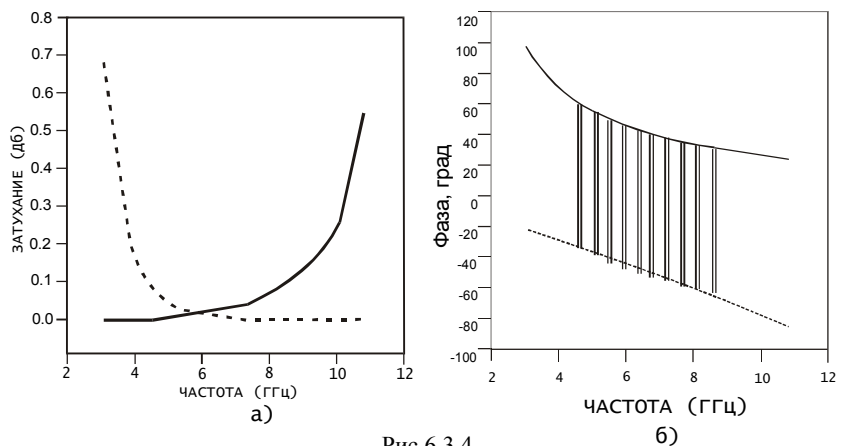 0.8
0.7
0.6
0.5
0.4
0.3
0.2
0.1
0.0
ЗАТУХАНИЕ (дб)
2 4 6 8 10 12
ЧАСТОТА (ГГц)
а)
120
100
80
60
40
20
0
-20
-40
-60
-80
-100
Фаза, град
2 4 6 8 10 12
ЧАСТОТА (ГГц)
б)
Рис 6.3.4